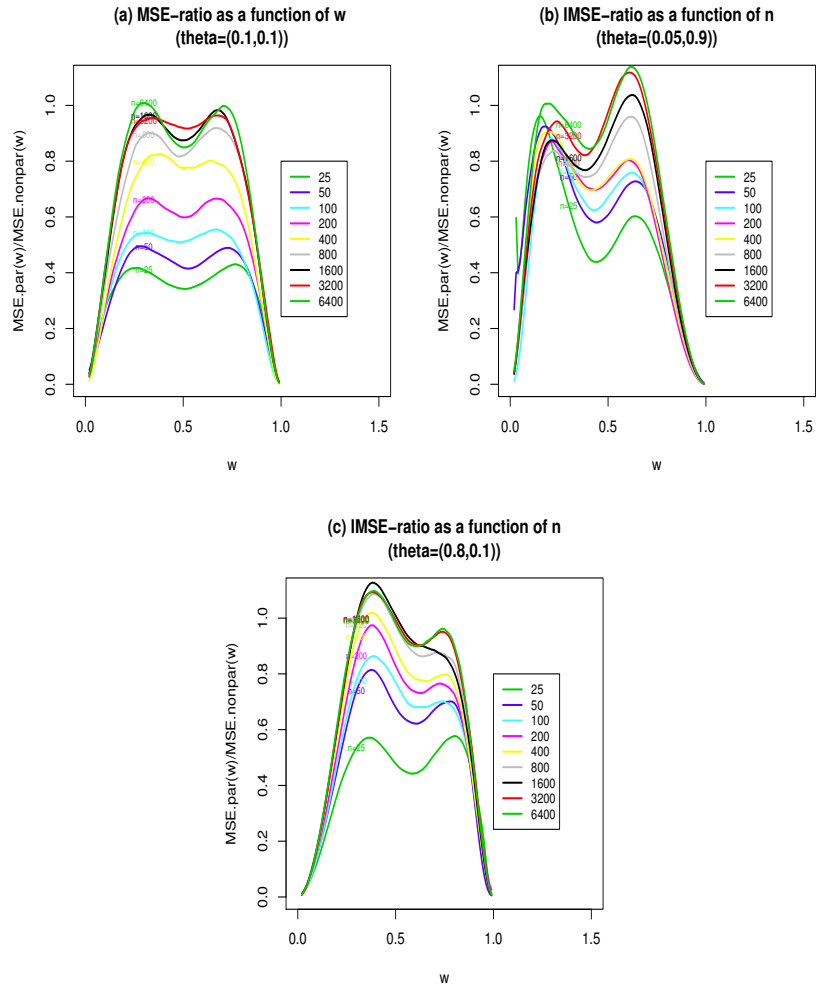 (a) MSE−ratio as a function of w
(theta=(0.1,0.1))
MSE.par(w)/MSE.nonpar(w)
0.0
0.2
0.4
0.6
0.8
1.0
n=6400
n=3200
n=200
n=50
n=25
25
50
100
200
400
800
1600
3200
6400
0.0
0.5
1.0
1.5
w
(b) IMSE−ratio as a function of n
(theta=(0.05,0.9))
MSE.par(w)/MSE.nonpar(w)
0.0
0.2
0.4
0.6
0.8
1.0
n=6400
n=3200
n=1600
n=25
25
50
100
200
400
800
1600
3200
6400
0.0
0.5
1.0
1.5
w
(c) IMSE−ratio as a function of n
(theta=(0.8,0.1))
MSE.par(w)/MSE.nonpar(w)
0.0
0.2
0.4
0.6
0.8
1.0
n=200
n=50
n=25
25
50
100
200
400
800
1600
3200
6400
0.0
0.5
1.0
1.5
w